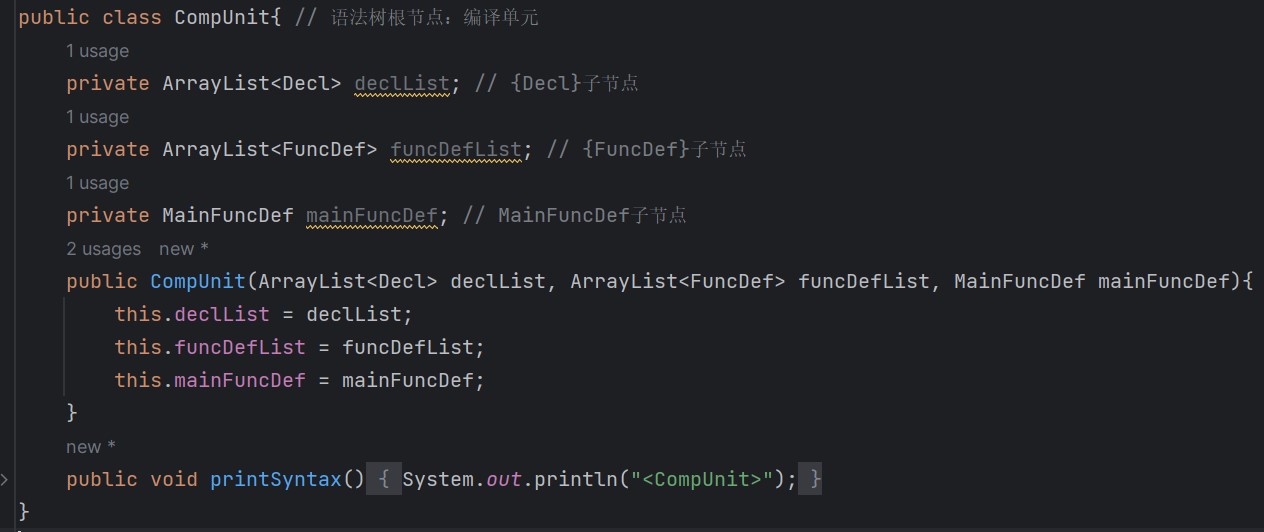 public class CompUnit{ // 语法树根节点：编译单元
1 usage
private ArrayList<Decl> declList; // {Decl}子节点
1 usage
private ArrayList<FuncDef> funcDefList; // {FuncDef}子节点
1 usage
private MainFuncDef mainFuncDef; // MainFuncDef子节点
2 usages new *
public CompUnit(ArrayList<Decl> declList, ArrayList<FuncDef> funcDefList, MainFuncDef mainFuncDef){
this.declList = declList;
this.funcDefList = funcDefList;
this.mainFuncDef = mainFuncDef;
}
new *
public void printSyntax() { System.out.println("<CompUnit>"); }
}